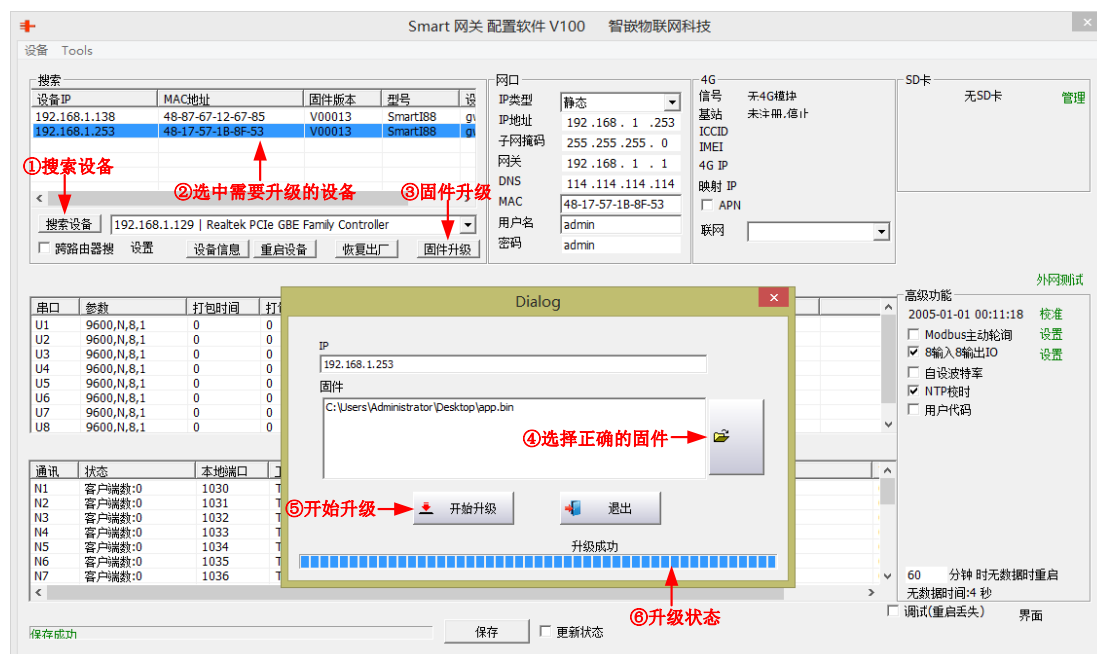 Smart 网关 配置软件 V100 智嵌物联网科技
设备 Tools
搜索
设备IP MAC地址 固件版本 型号 设
192.168.1.138 48-87-67-12-67-85 V00013 SmartI88
192.168.1.253 48-17-57-1B-8F-53 V00013 SmartI88
①搜索设备
②选中需要升级的设备
③固件升级
搜索设备 192.168.1.129 | Realtek PCIe GBE Family Controller
跨路由器搜 设置 设备信息 重启设备 恢复出厂 固件升级
网口
IP类型 静态
IP地址 192 .168 . 1 .253
子网掩码 255 .255 .255 . 0
网关 192 .168 . 1 . 1
DNS 114 .114 .114 .114
MAC 48-17-57-1B-8F-53
用户名 admin
密码 admin
4G
信号 无4G模块
基站 未注册,信
ICCID
IMEI
4G IP
映射 IP
APN
联网
SD卡
无SD卡 管理
外网测试
串口 参数 打包时间
U1 9600,N,8,1 0 0
U2 9600,N,8,1 0 0
U3 9600,N,8,1 0 0
U4 9600,N,8,1 0 0
U5 9600,N,8,1 0 0
U6 9600,N,8,1 0 0
U7 9600,N,8,1 0 0
U8 9600,N,8,1 0 0
通讯 状态 本地端口
N1 客户端数:0 1030
N2 客户端数:0 1031
N3 客户端数:0 1032
N4 客户端数:0 1033
N5 客户端数:0 1034
N6 客户端数:0 1035
N7 客户端数:0 1036
Dialog
IP
192.168.1.253
固件
C:\Users\Administrator\Desktop\app.bin
④选择正确的固件
⑤开始升级
开始升级 退出
升级成功
⑥升级状态
高级功能
2005-01-01 00:11:18 校准
Modbus主动轮询 设置
8输入8输出IO 设置
自设波特率
NTP校时
用户代码
60 分钟 时无数据时重启
无数据时间:4 秒
调试(重启丢失) 界面
保存成功 保存 更新状态